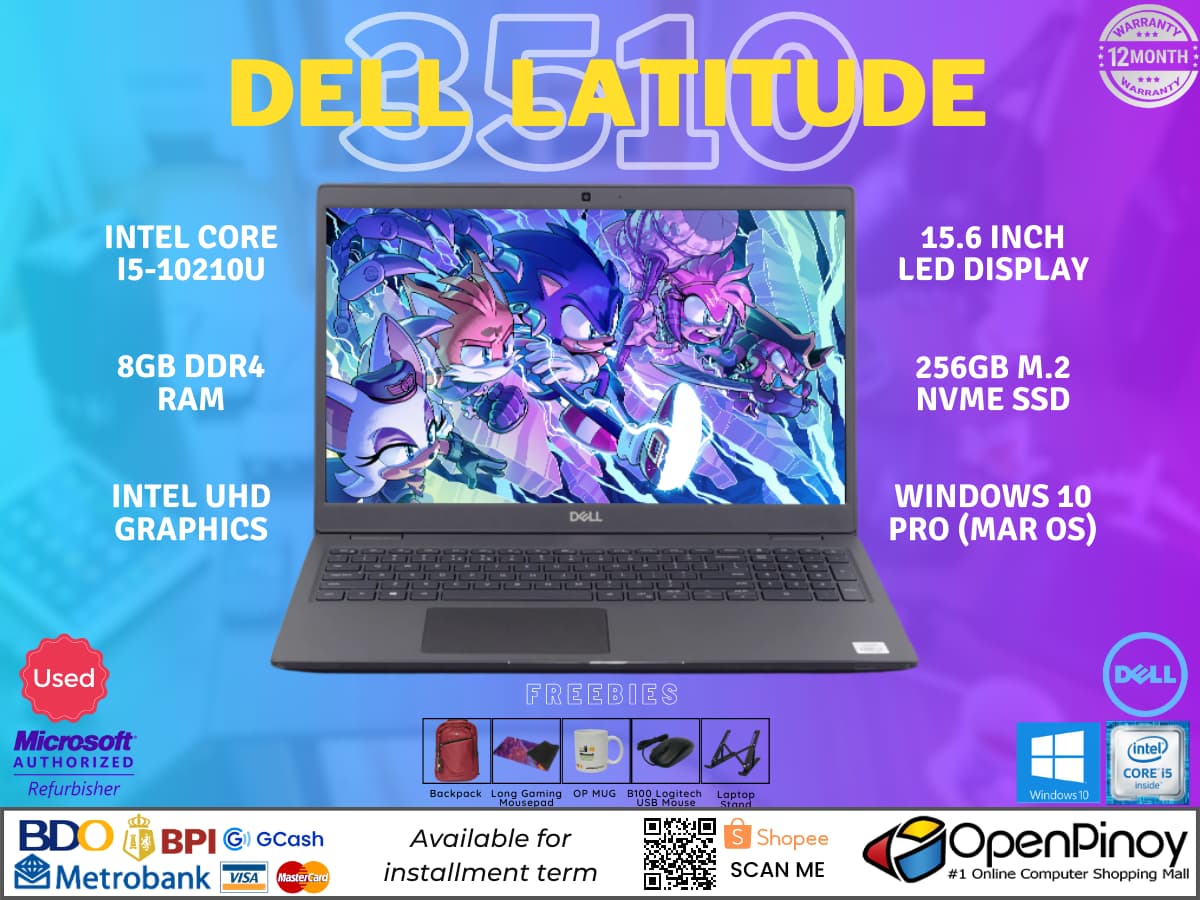 3510
DELL LATITUDE
WARRANTY
12 MONTH
WARRANTY
INTEL CORE
I5-10210U
8GB DDR4
RAM
INTEL UHD
GRAPHICS
15.6 INCH
LED DISPLAY
256GB M.2
NVME SSD
WINDOWS 10
PRO (MAR OS)
DELL
Used
Microsoft
AUTHORIZED
Refurbisher
FREEBIES
Backpack
Long Gaming
Mousepad
OP MUG
B100 Logitech
USB Mouse
Laptop
Stand
DELL
Windows 10
intel
CORE i5
inside
BDO
BPI
GCash
Metrobank
VISA
MasterCard
Available for
installment term
Shopee
SCAN ME
OpenPinoy
#1 Online Computer Shopping Mall